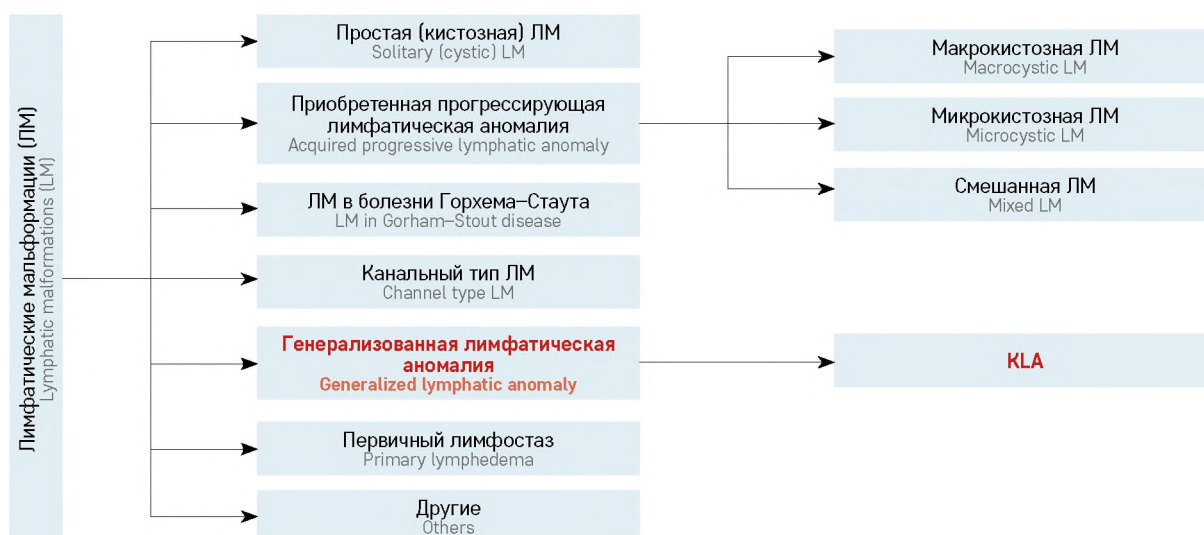 Лимфатические мальформации (ЛМ)
Lymphatic malformations (LM)
Простая (кистозная) ЛМ
Solitary (cystic) LM
Приобретенная прогрессирующая
лимфатическая аномалия
Acquired progressive lymphatic anomaly
ЛМ в болезни Горхема–Стаута
LM in Gorham–Stout disease
Канальный тип ЛМ
Channel type LM
Генерализованная лимфатическая
аномалия
Generalized lymphatic anomaly
Первичный лимфостаз
Primary lymphedema
Другие
Others
Макрокистозная ЛМ
Macrocystic LM
Микрокистозная ЛМ
Microcystic LM
Смешанная ЛМ
Mixed LM
KLA